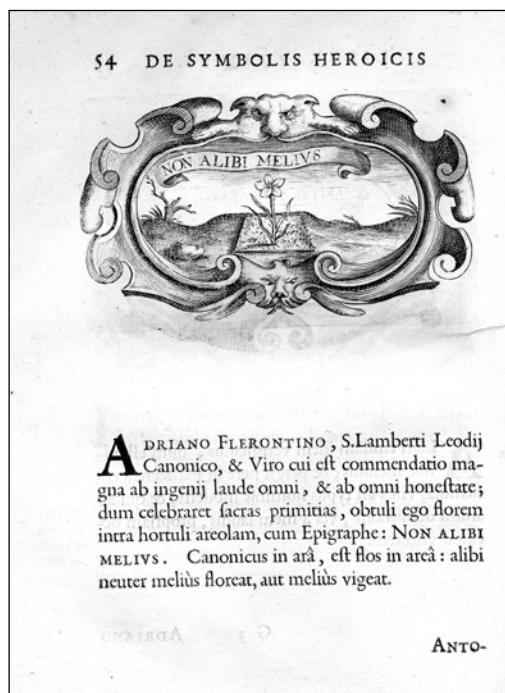 54 DE SYMBOLIS HEROICIS
NON ALIBI MELIVS
ADRIANO FLERONTINO, S.Lamberti Leodij
Canonico, & Viro cui eſt commendatio ma-
gna ab ingenij laude omni, & ab omni honeſtate;
dum celebraret ſacras primitias, obtuli ego florem
intra hortuli areolam, cum Epigraphe: NON ALIBI
MELIVS. Canonicus in arâ, eſt flos in areâ: alibi
neuter meliùs floreat, aut meliùs vigeat.
G 3 ADRIANO
ANTO-